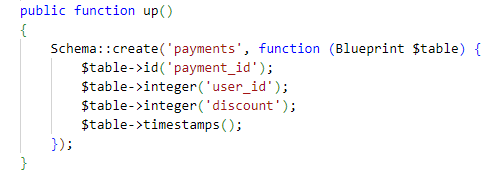 public function up()
{
    Schema::create('payments', function (Blueprint $table) {
        $table->id('payment_id');
        $table->integer('user_id');
        $table->integer('discount');
        $table->timestamps();
    });
}